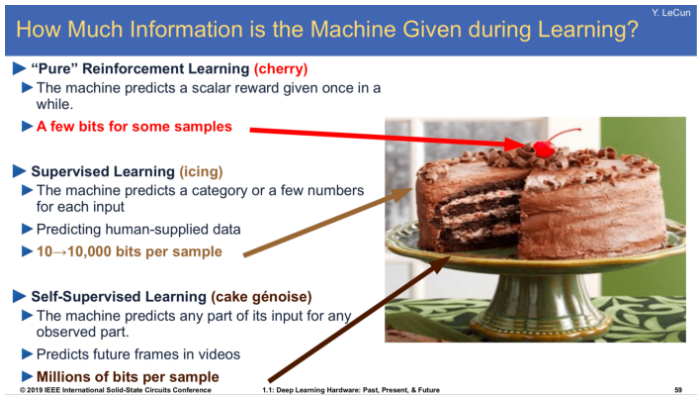 Y. LeCun
How Much Information is the Machine Given during Learning?
▶ “Pure” Reinforcement Learning (cherry)
▶ The machine predicts a scalar reward given once in a
while.
▶ A few bits for some samples
▶ Supervised Learning (icing)
▶ The machine predicts a category or a few numbers
for each input
▶ Predicting human-supplied data
▶ 10→10,000 bits per sample
▶ Self-Supervised Learning (cake génoise)
▶ The machine predicts any part of its input for any
observed part.
▶ Predicts future frames in videos
▶ Millions of bits per sample
© 2019 IEEE International Solid-State Circuits Conference
1.1: Deep Learning Hardware: Past, Present, & Future
59